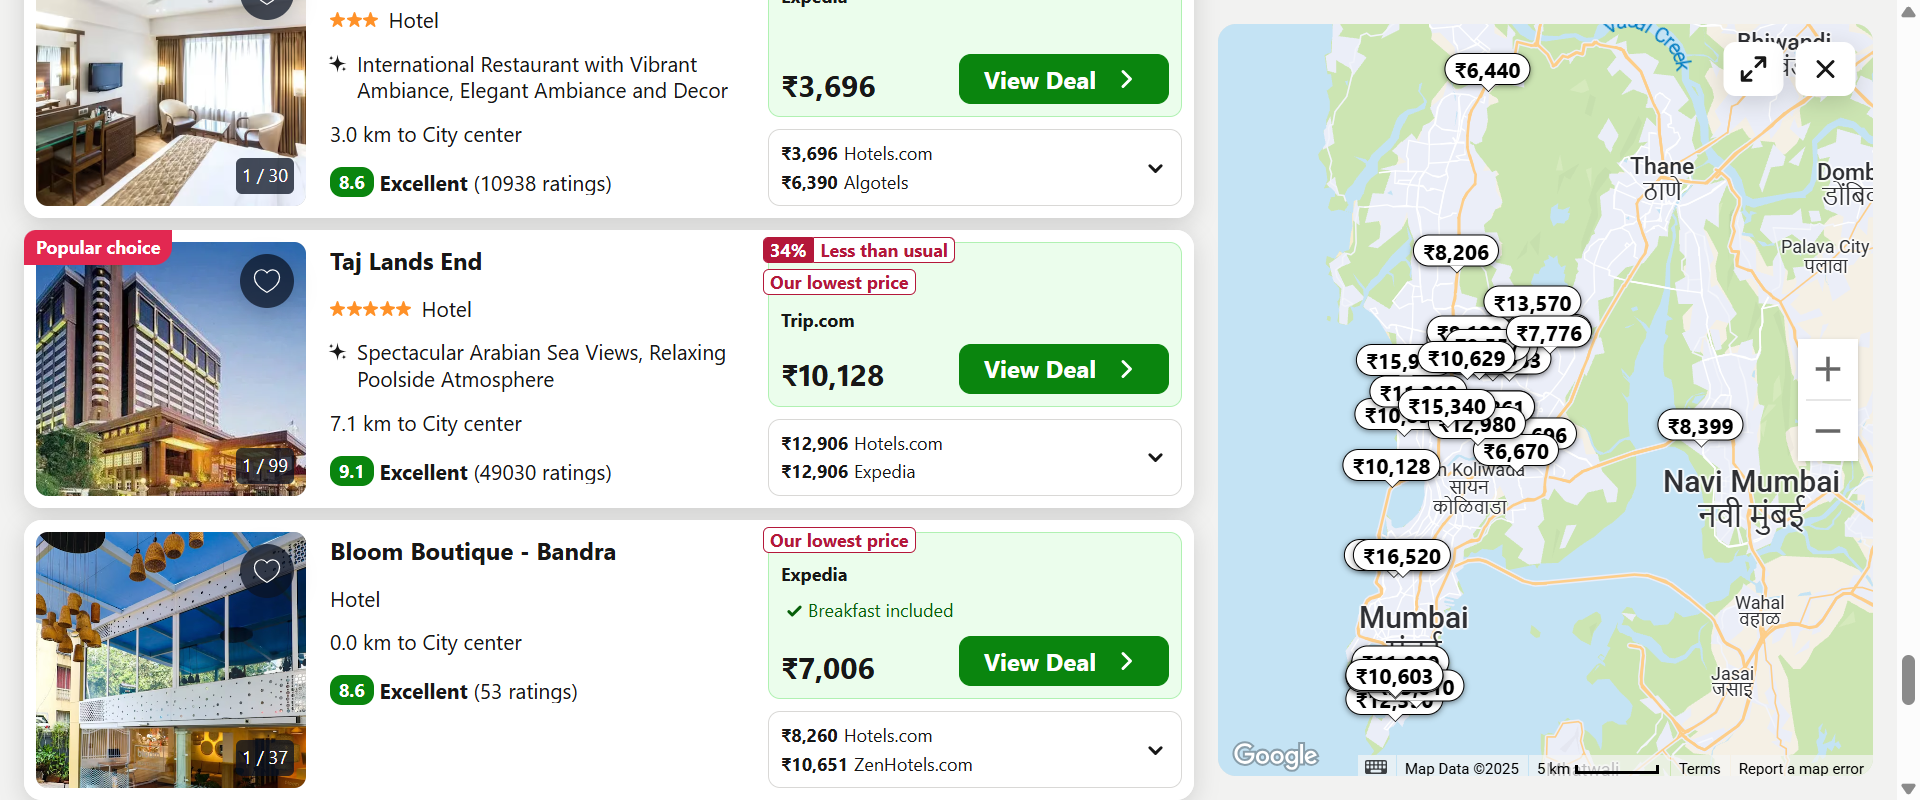 Expedia
Hotel
International Restaurant with Vibrant
Ambiance, Elegant Ambiance and Decor
3.0 km to City center
8.6 Excellent (10938 ratings)
1 / 30
₹3,696
View Deal
₹3,696 Hotels.com
₹6,390 Algotels
Popular choice
Taj Lands End
Hotel
Spectacular Arabian Sea Views, Relaxing
Poolside Atmosphere
7.1 km to City center
9.1 Excellent (49030 ratings)
1 / 99
34% Less than usual
Our lowest price
Trip.com
₹10,128
View Deal
₹12,906 Hotels.com
₹12,906 Expedia
Bloom Boutique - Bandra
Hotel
0.0 km to City center
8.6 Excellent (53 ratings)
1 / 37
Our lowest price
Expedia
Breakfast included
₹7,006
View Deal
₹8,260 Hotels.com
₹10,651 ZenHotels.com
Vasai Creek
Bhiwandi
₹6,440
Thane
ठाणे
Domb
डोंबि
Palava City
पलावा
₹8,206
₹13,570
₹7,776
₹15,9
₹10,629
₹15,340
₹12,980
₹6,670
₹8,399
₹10,128
n Koliwada
सायन
कोळिवाडा
Navi Mumbai
नवी मुंबई
₹16,520
Mumbai
मुंबई
Wahal
वहाळ
Jasai
जसाई
₹10,603
Google
Map Data ©2025
5 km
Terms
Report a map error